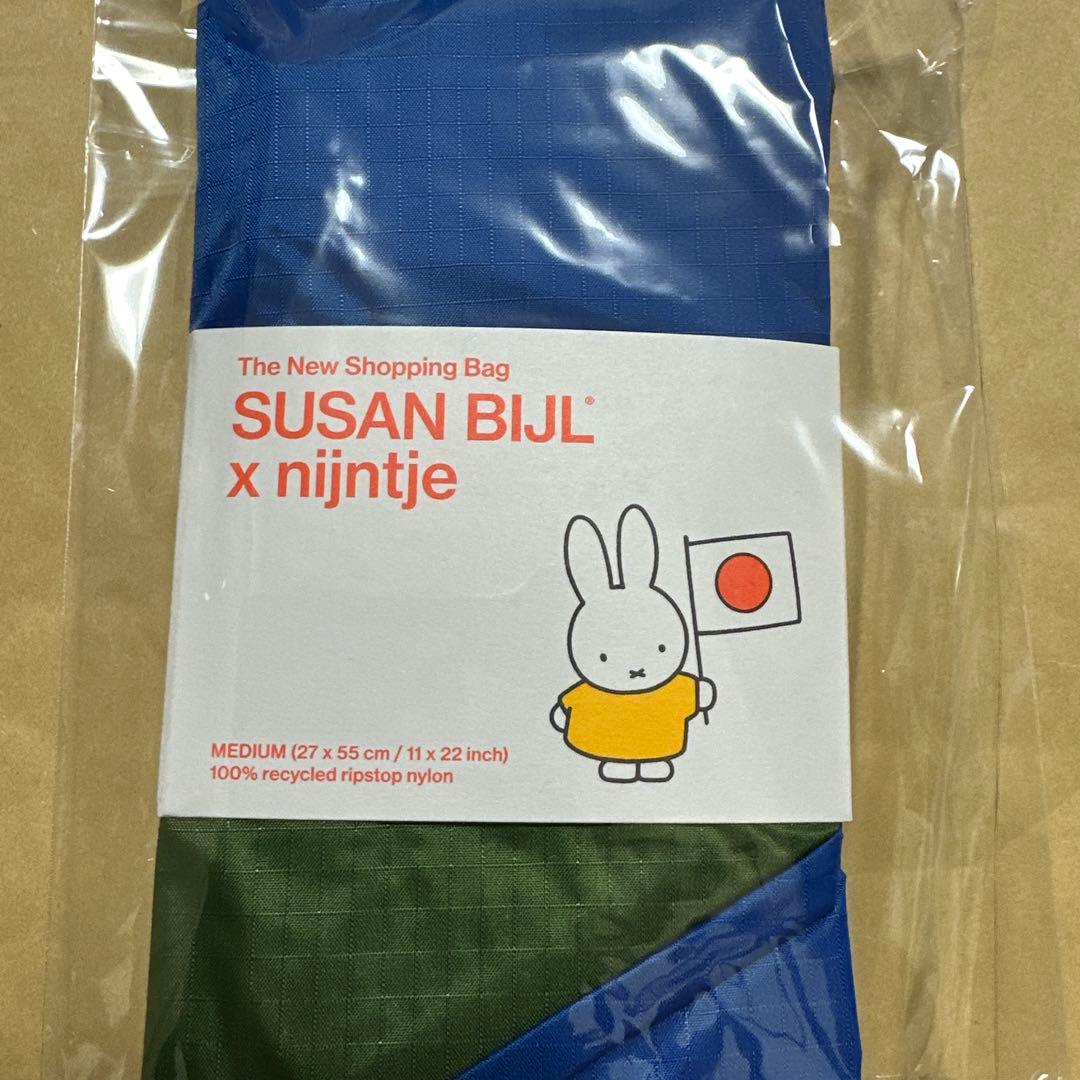 The New Shopping Bag
SUSAN BIJL®
x nijntje
MEDIUM (27 x 55 cm / 11 x 22 inch)
100% recycled ripstop nylon